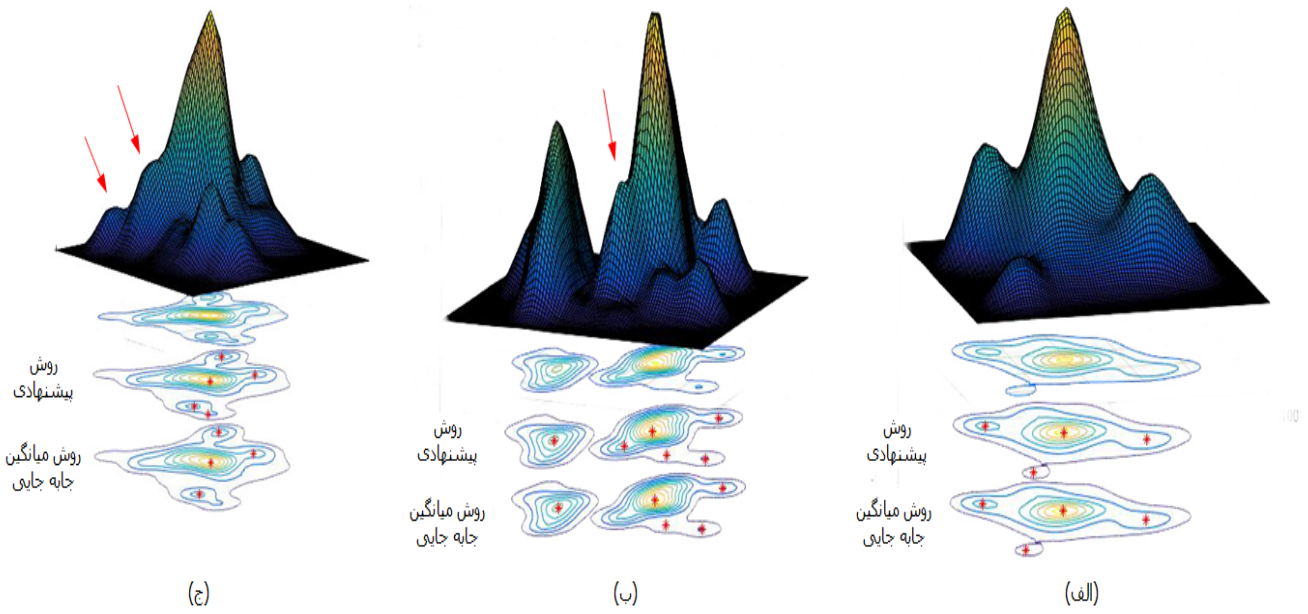 روش
پیشنهادی
روش میانگین
جابه جایی
(الف)
روش
پیشنهادی
روش میانگین
جابه جایی
(ب)
روش
پیشنهادی
روش میانگین
جابه جایی
(ج)
100